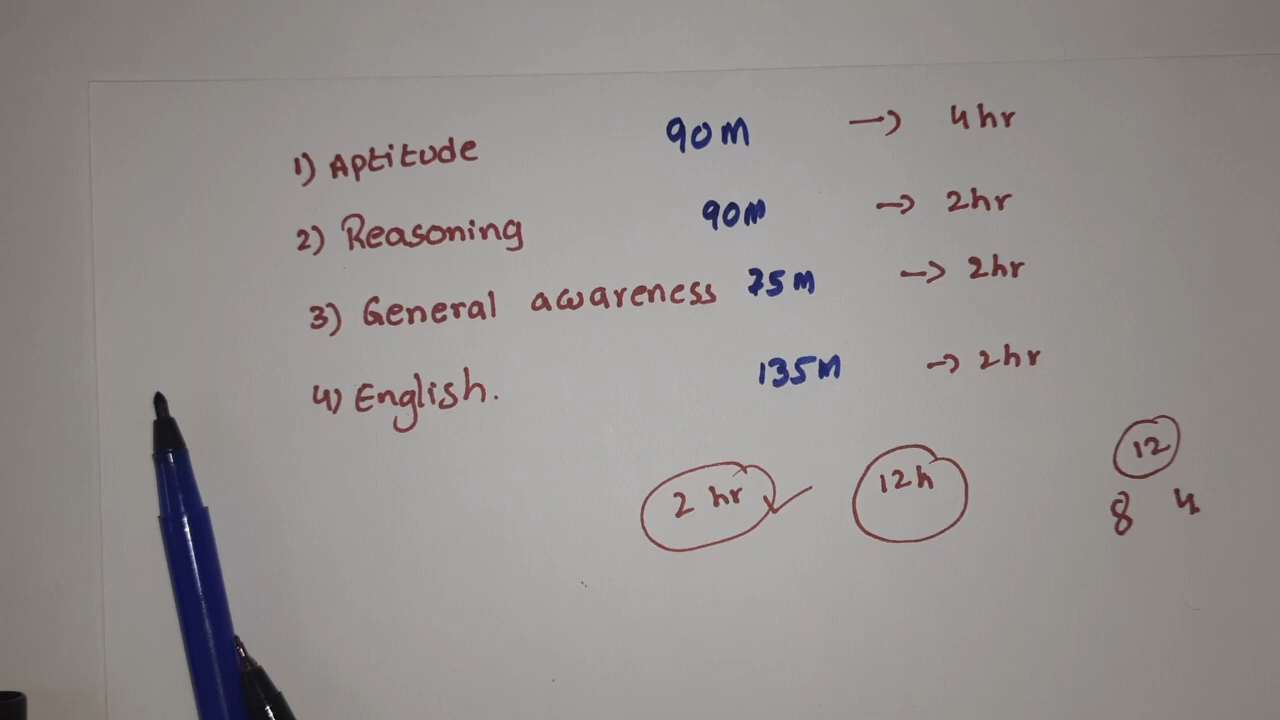 1) Aptitude 90M → 4hr
2) Reasoning 90M → 2hr
3) General awareness 75M → 2hr
4) English. 135M → 2hr
2 hr ✓ 12h 12
8 4